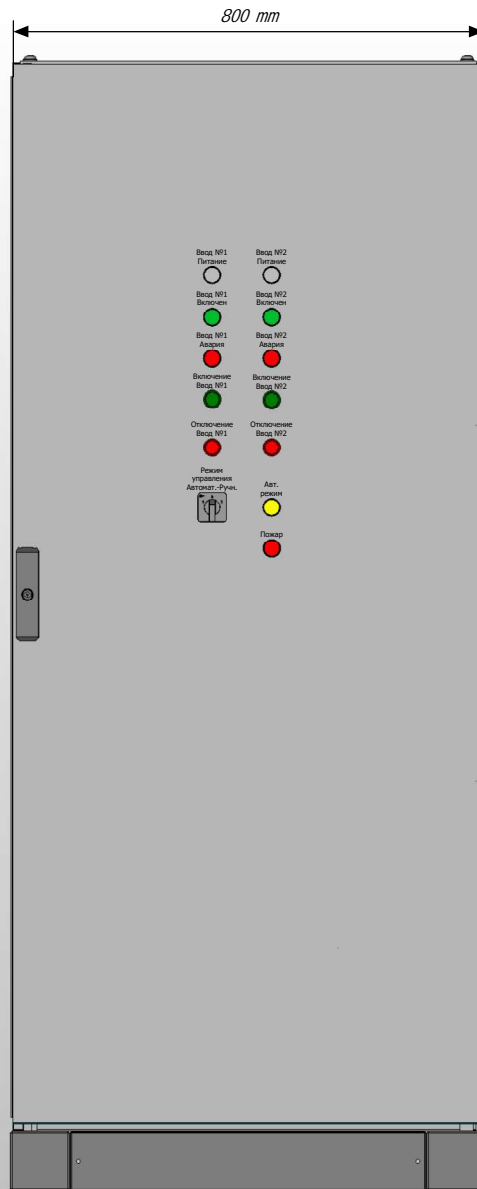 800 mm
Ввод №1
Питание
Ввод №2
Питание
Ввод №1
Включен
Ввод №2
Включен
Ввод №1
Авария
Ввод №2
Авария
Включение
Ввод №1
Включение
Ввод №2
Отключение
Ввод №1
Отключение
Ввод №2
Режим
управления
Автомат.-Ручн.
Авт.
режим
Пожар